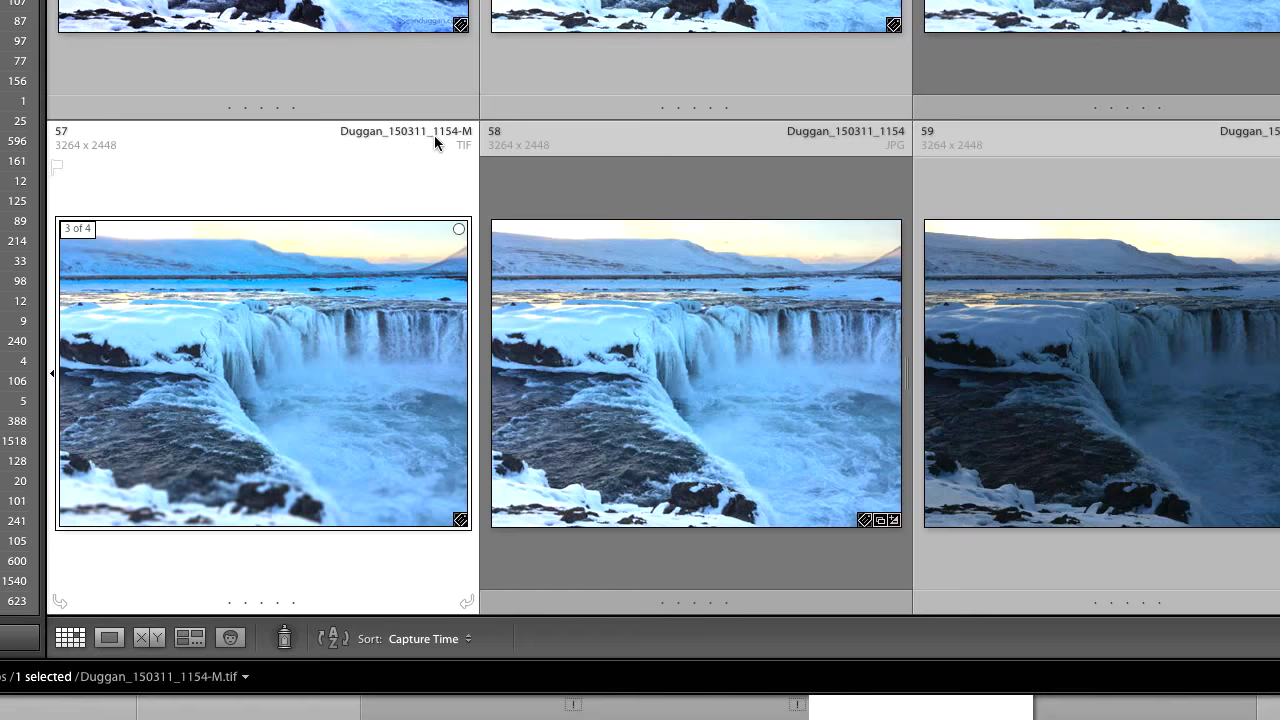 107
87
97
77
156
1
25
596
161
12
125
89
214
33
98
12
9
240
4
106
5
388
1518
128
20
101
241
105
600
1540
623
57 Duggan_150311_1154-M
3264 x 2448 TIF
3 of 4
58 Duggan_150311_1154
3264 x 2448 JPG
59 Duggan_15
3264 x 2448
X Y
A
Z
Sort: Capture Time
/ 1 selected / Duggan_150311_1154-M.tif